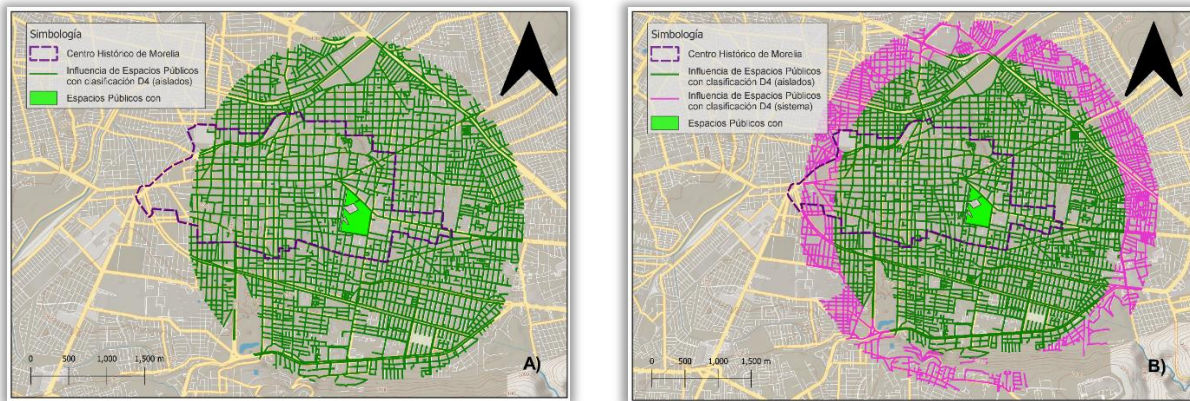 Simbología
Centro Histórico de Morelia
Influencia de Espacios Públicos
con clasificación D4 (aislados)
Espacios Públicos con
0 500 1,000 1,500 m
A)
Simbología
Centro Histórico de Morelia
Influencia de Espacios Públicos
con clasificación D4 (aislados)
Influencia de Espacios Públicos
con clasificación D4 (sistema)
Espacios Públicos con
0 500 1,000 1,500 m
B)